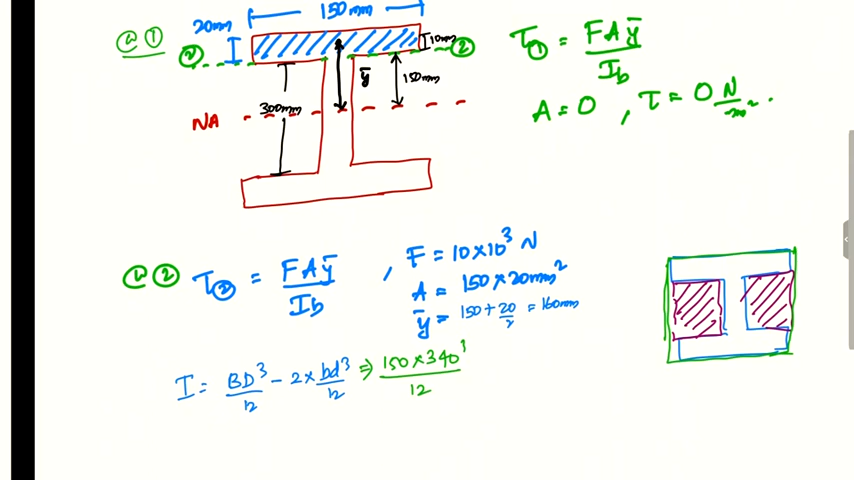 @ ①
20mm
150mm
②
②
10mm
ȳ
150mm
300mm
NA
τ① = FAȳ / Ib
A = 0 , τ = 0 N/m²
@ ② τ② = FAȳ / Ib , F = 10×10³ N
A = 150×20mm²
ȳ = 150 + 20/2 = 160mm
I = BD³/12 - 2×bd³/12 ⇒ 150×340³/12